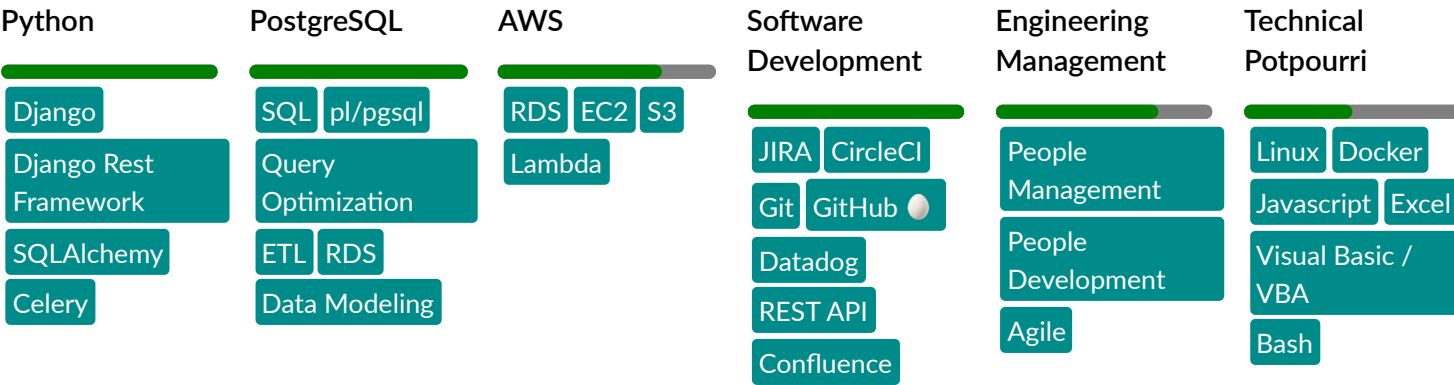 Python
Django
Django Rest
Framework
SQLAlchemy
Celery
PostgreSQL
SQL pl/pgsql
Query
Optimization
ETL RDS
Data Modeling
AWS
RDS EC2 S3
Lambda
Software
Development
JIRA CircleCI
Git GitHub 🥚
Datadog
REST API
Confluence
Engineering
Management
People
Management
People
Development
Agile
Technical
Potpourri
Linux Docker
Javascript Excel
Visual Basic /
VBA
Bash